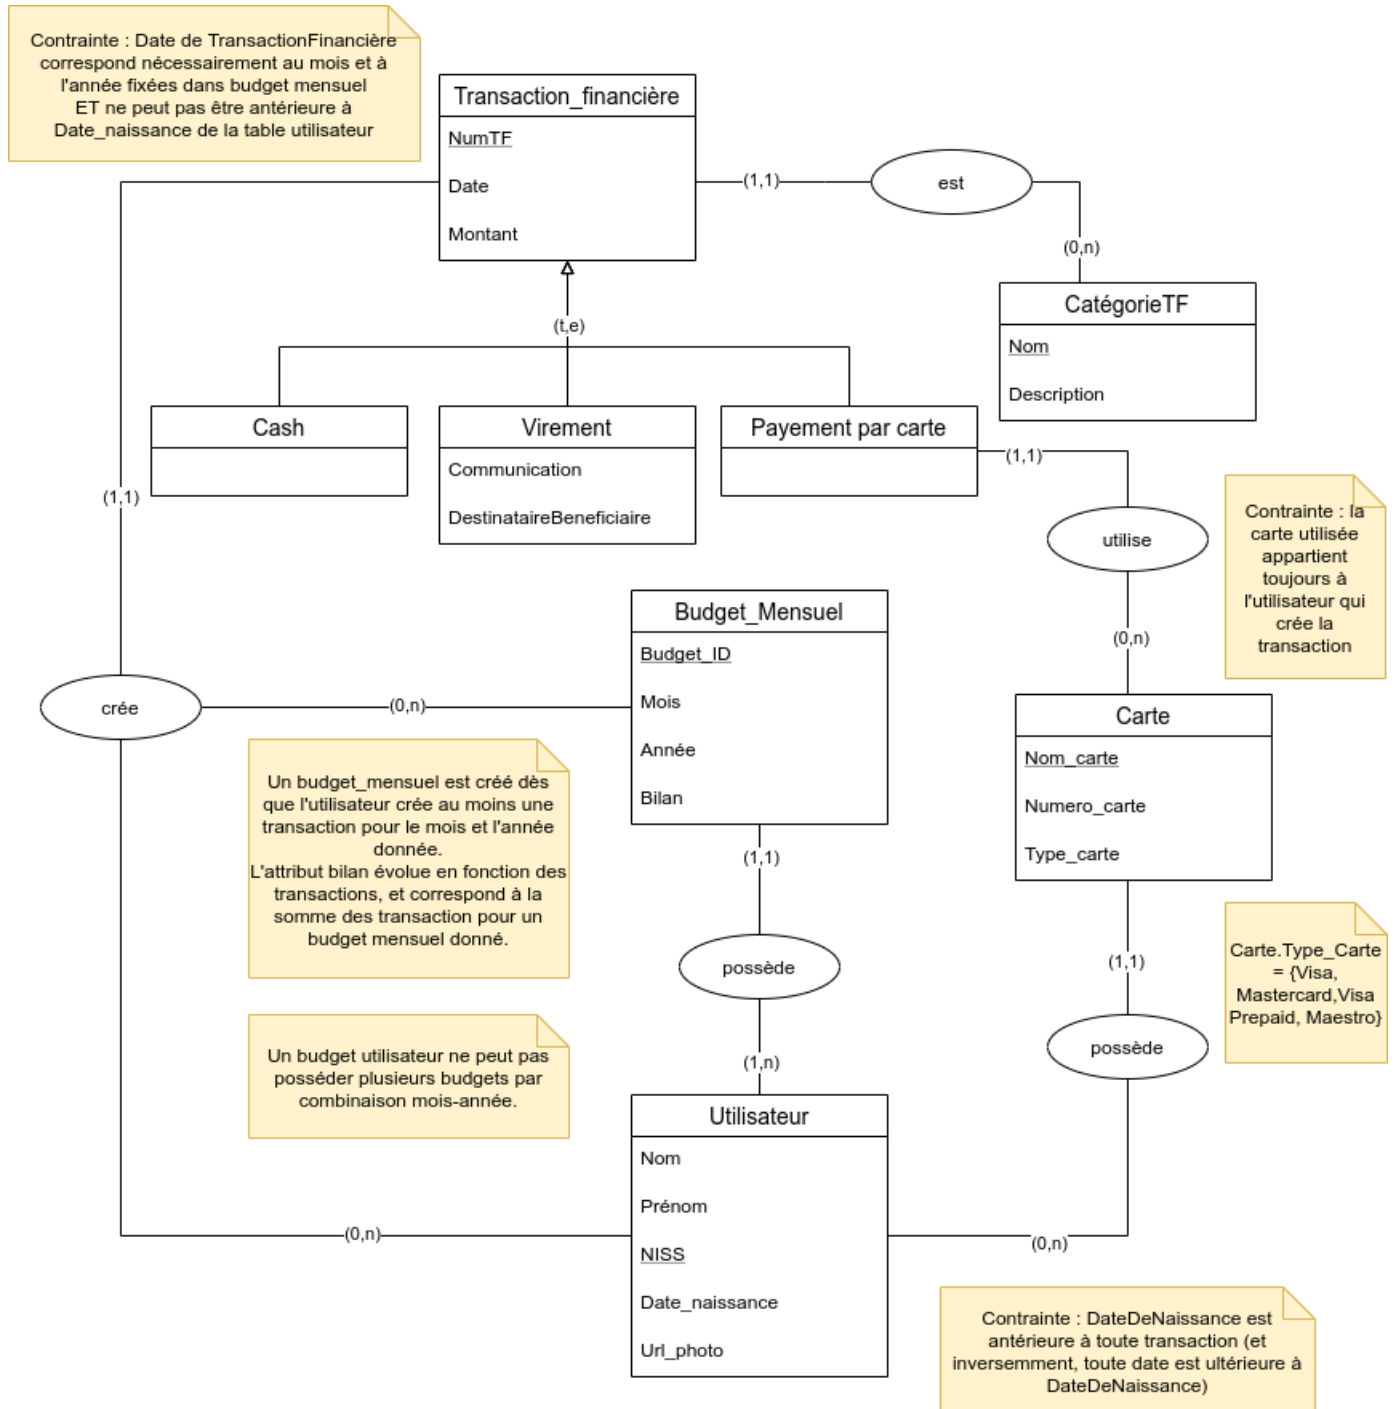 Contrainte : Date de TransactionFinancière
correspond nécessairement au mois et à
l'année fixées dans budget mensuel
ET ne peut pas être antérieure à
Date_naissance de la table utilisateur
Transaction_financière
NumTF
Date
Montant
(1,1)
est
(0,n)
CatégorieTF
Nom
Description
(t,e)
Cash
Virement
Communication
DestinataireBeneficiaire
Payement par carte
(1,1)
(1,1)
utilise
Contrainte : la
carte utilisée
appartient
toujours à
l'utilisateur qui
crée la
transaction
(0,n)
Budget_Mensuel
Budget_ID
Mois
Année
Bilan
crée
(0,n)
Carte
Nom_carte
Numero_carte
Type_carte
Un budget_mensuel est créé dès
que l'utilisateur crée au moins une
transaction pour le mois et l'année
donnée.
L'attribut bilan évolue en fonction des
transactions, et correspond à la
somme des transaction pour un
budget mensuel donné.
(1,1)
possède
(1,n)
(1,1)
possède
Carte.Type_Carte
= {Visa,
Mastercard,Visa
Prepaid, Maestro}
Un budget utilisateur ne peut pas
posséder plusieurs budgets par
combinaison mois-année.
Utilisateur
Nom
Prénom
NISS
Date_naissance
Url_photo
(0,n)
(0,n)
Contrainte : DateDeNaissance est
antérieure à toute transaction (et
inversemment, toute date est ultérieure à
DateDeNaissance)